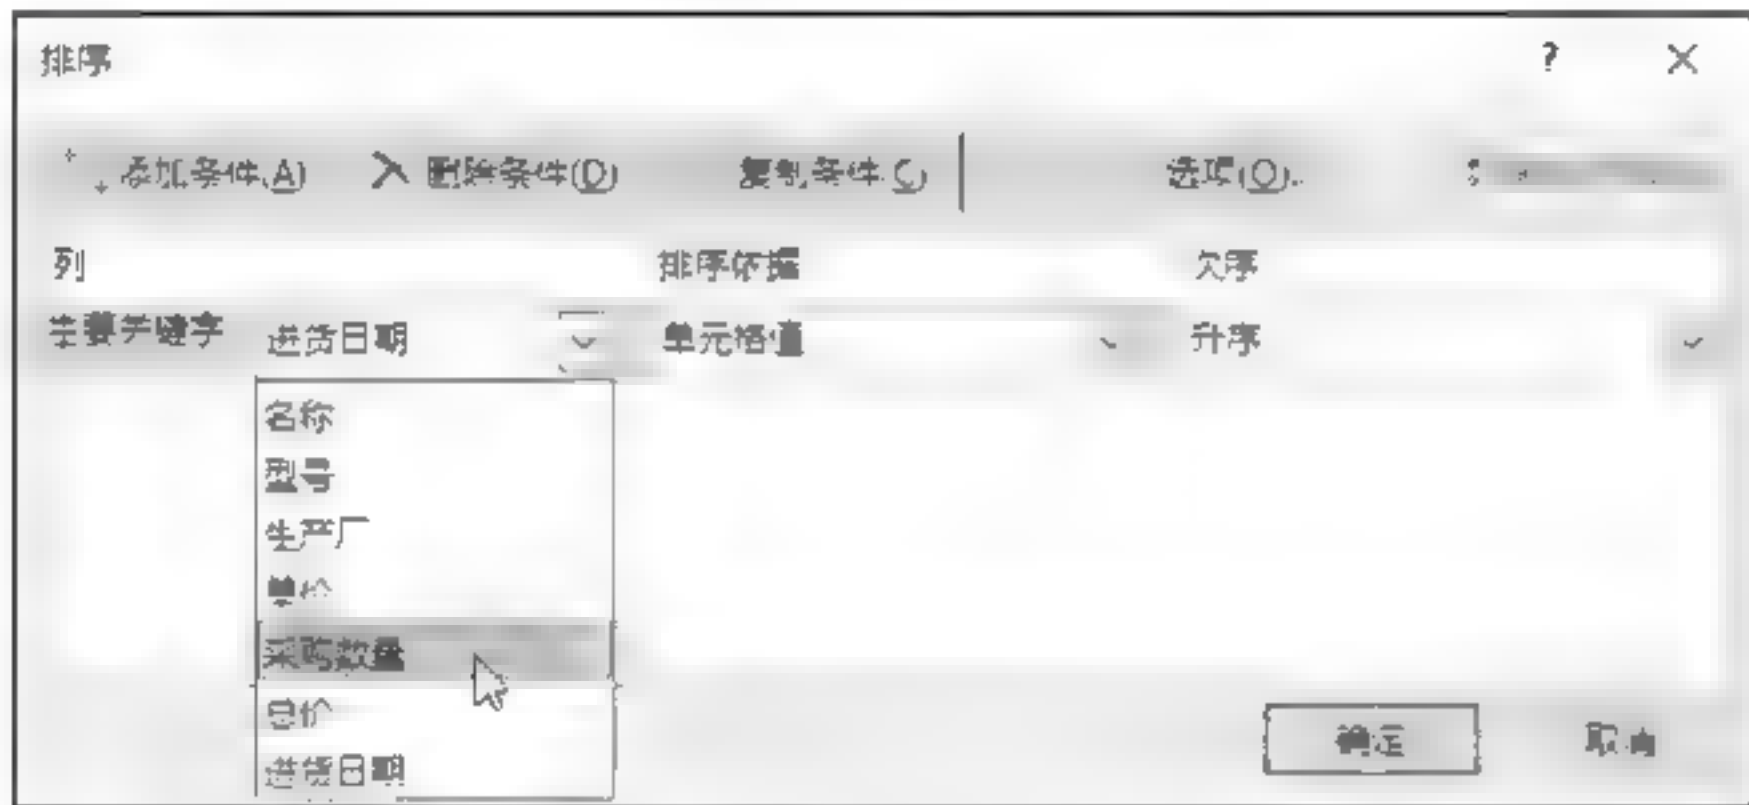 排序 ?
添加条件(A) 删除条件(D) 复制条件(C) 选项(O)..
列 排序依据 次序
主要关键字 进货日期 单元格值 升序
名称
型号
生产厂
单价
采购数量
总价
进货日期
确定 取消